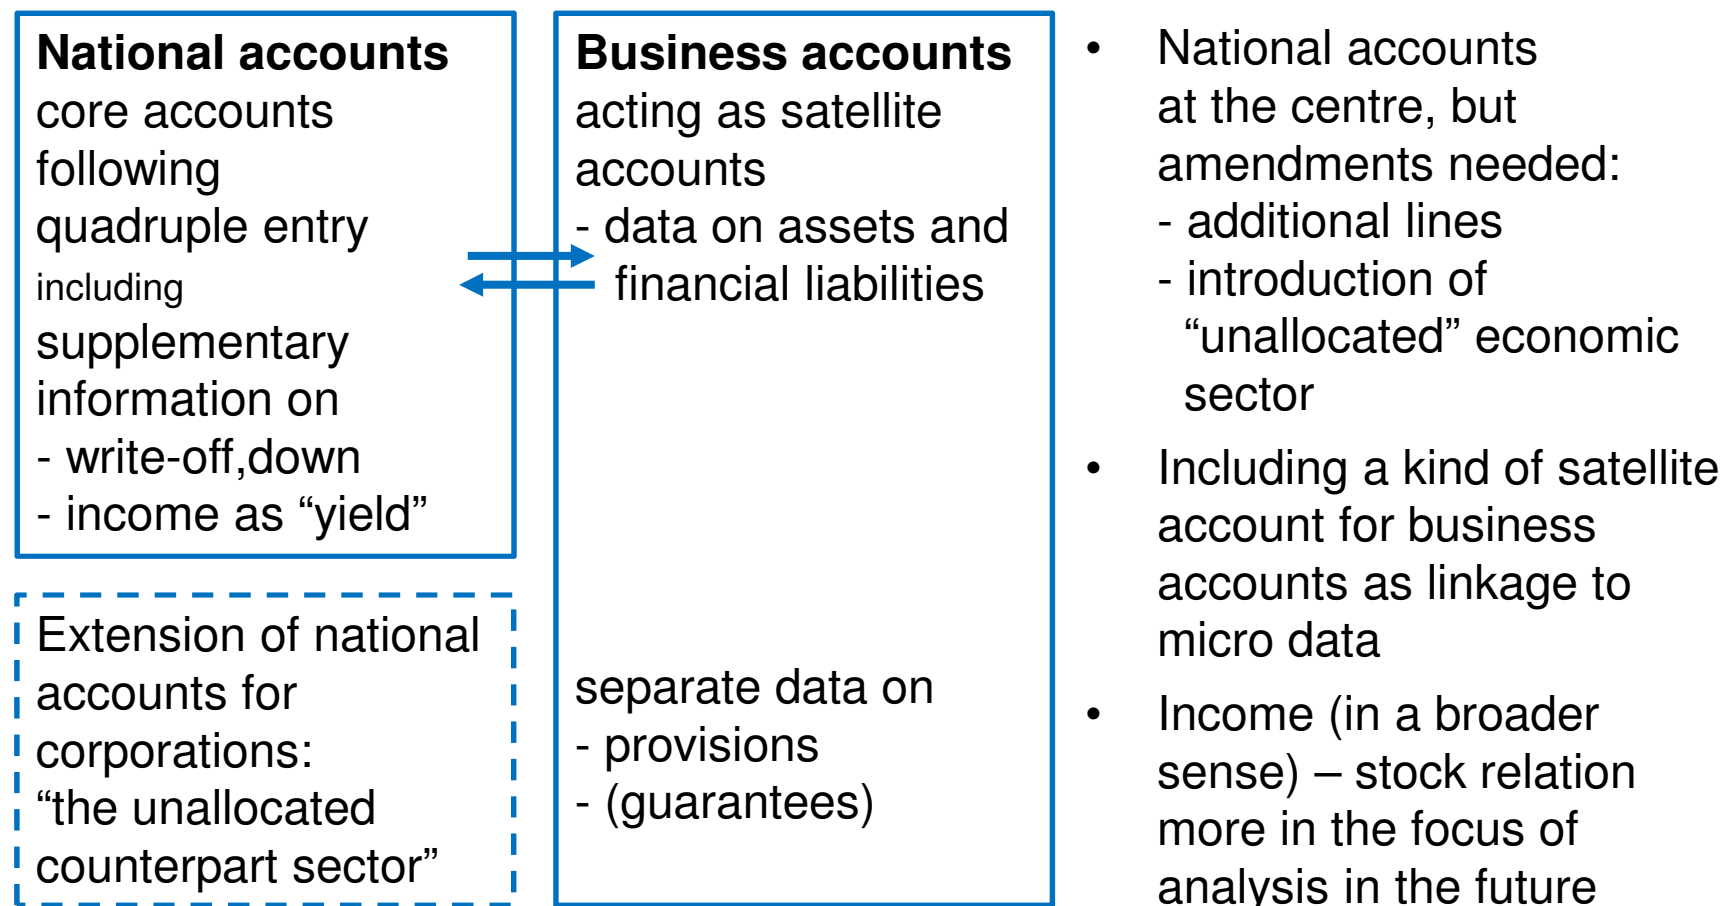 National accounts
core accounts
following
quadruple entry
including
supplementary
information on
- write-off,down
- income as “yield”
Extension of national
accounts for
corporations:
“the unallocated
counterpart sector”
Business accounts
acting as satellite
accounts
- data on assets and
financial liabilities
separate data on
- provisions
- (guarantees)
• National accounts
at the centre, but
amendments needed:
- additional lines
- introduction of
“unallocated” economic
sector
• Including a kind of satellite
account for business
accounts as linkage to
micro data
• Income (in a broader
sense) – stock relation
more in the focus of
analysis in the future